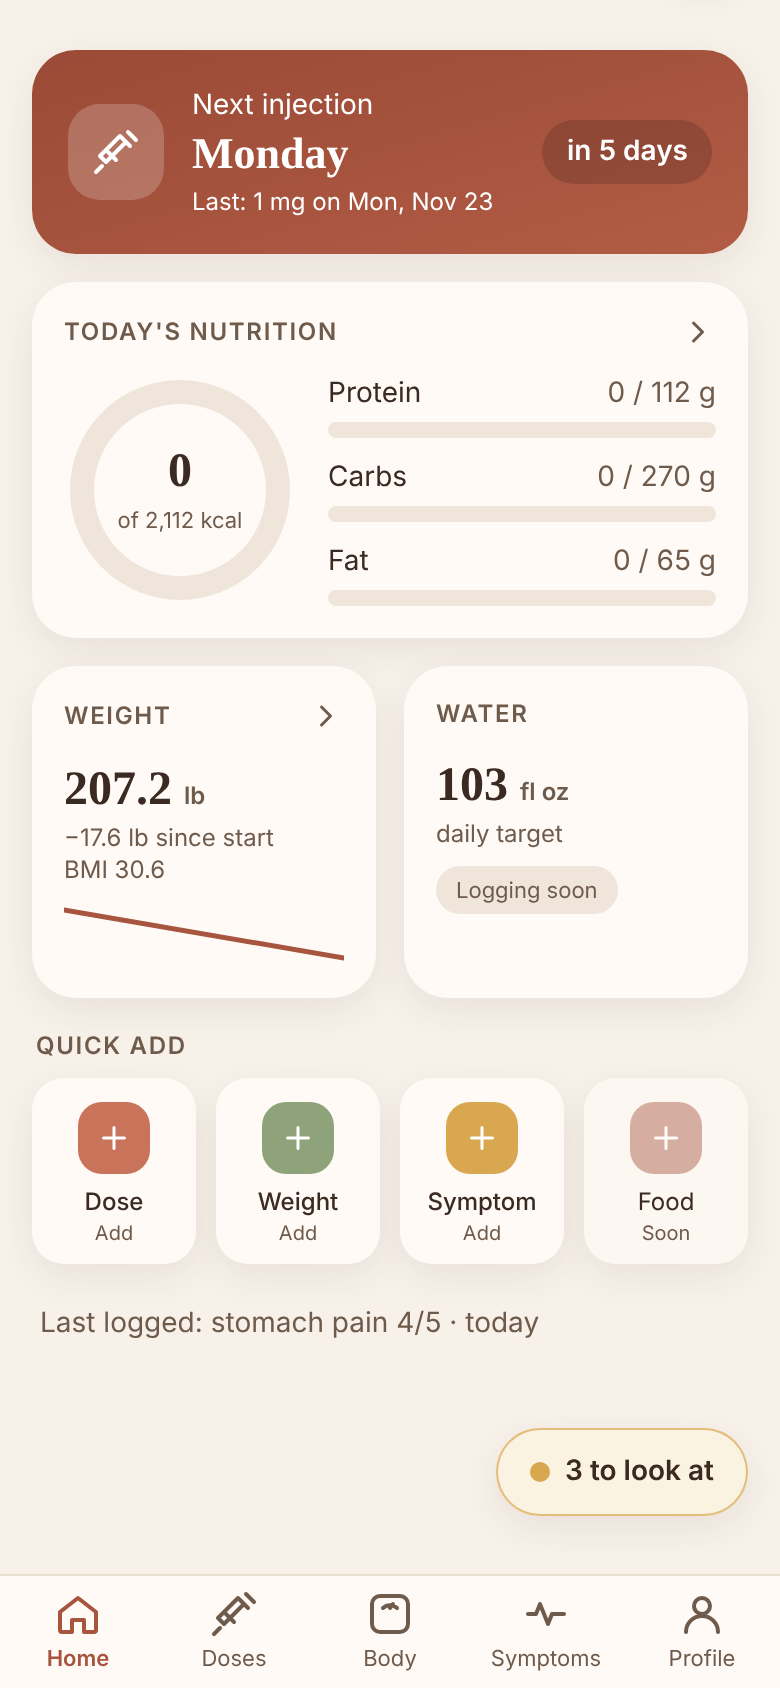 Next injection
Monday
in 5 days
Last: 1 mg on Mon, Nov 23
TODAY'S NUTRITION
0
of 2,112 kcal
Protein 0 / 112 g
Carbs 0 / 270 g
Fat 0 / 65 g
WEIGHT
207.2 lb
−17.6 lb since start
BMI 30.6
WATER
103 fl oz
daily target
Logging soon
QUICK ADD
Dose
Add
Weight
Add
Symptom
Add
Food
Soon
Last logged: stomach pain 4/5 · today
3 to look at
Home
Doses
Body
Symptoms
Profile